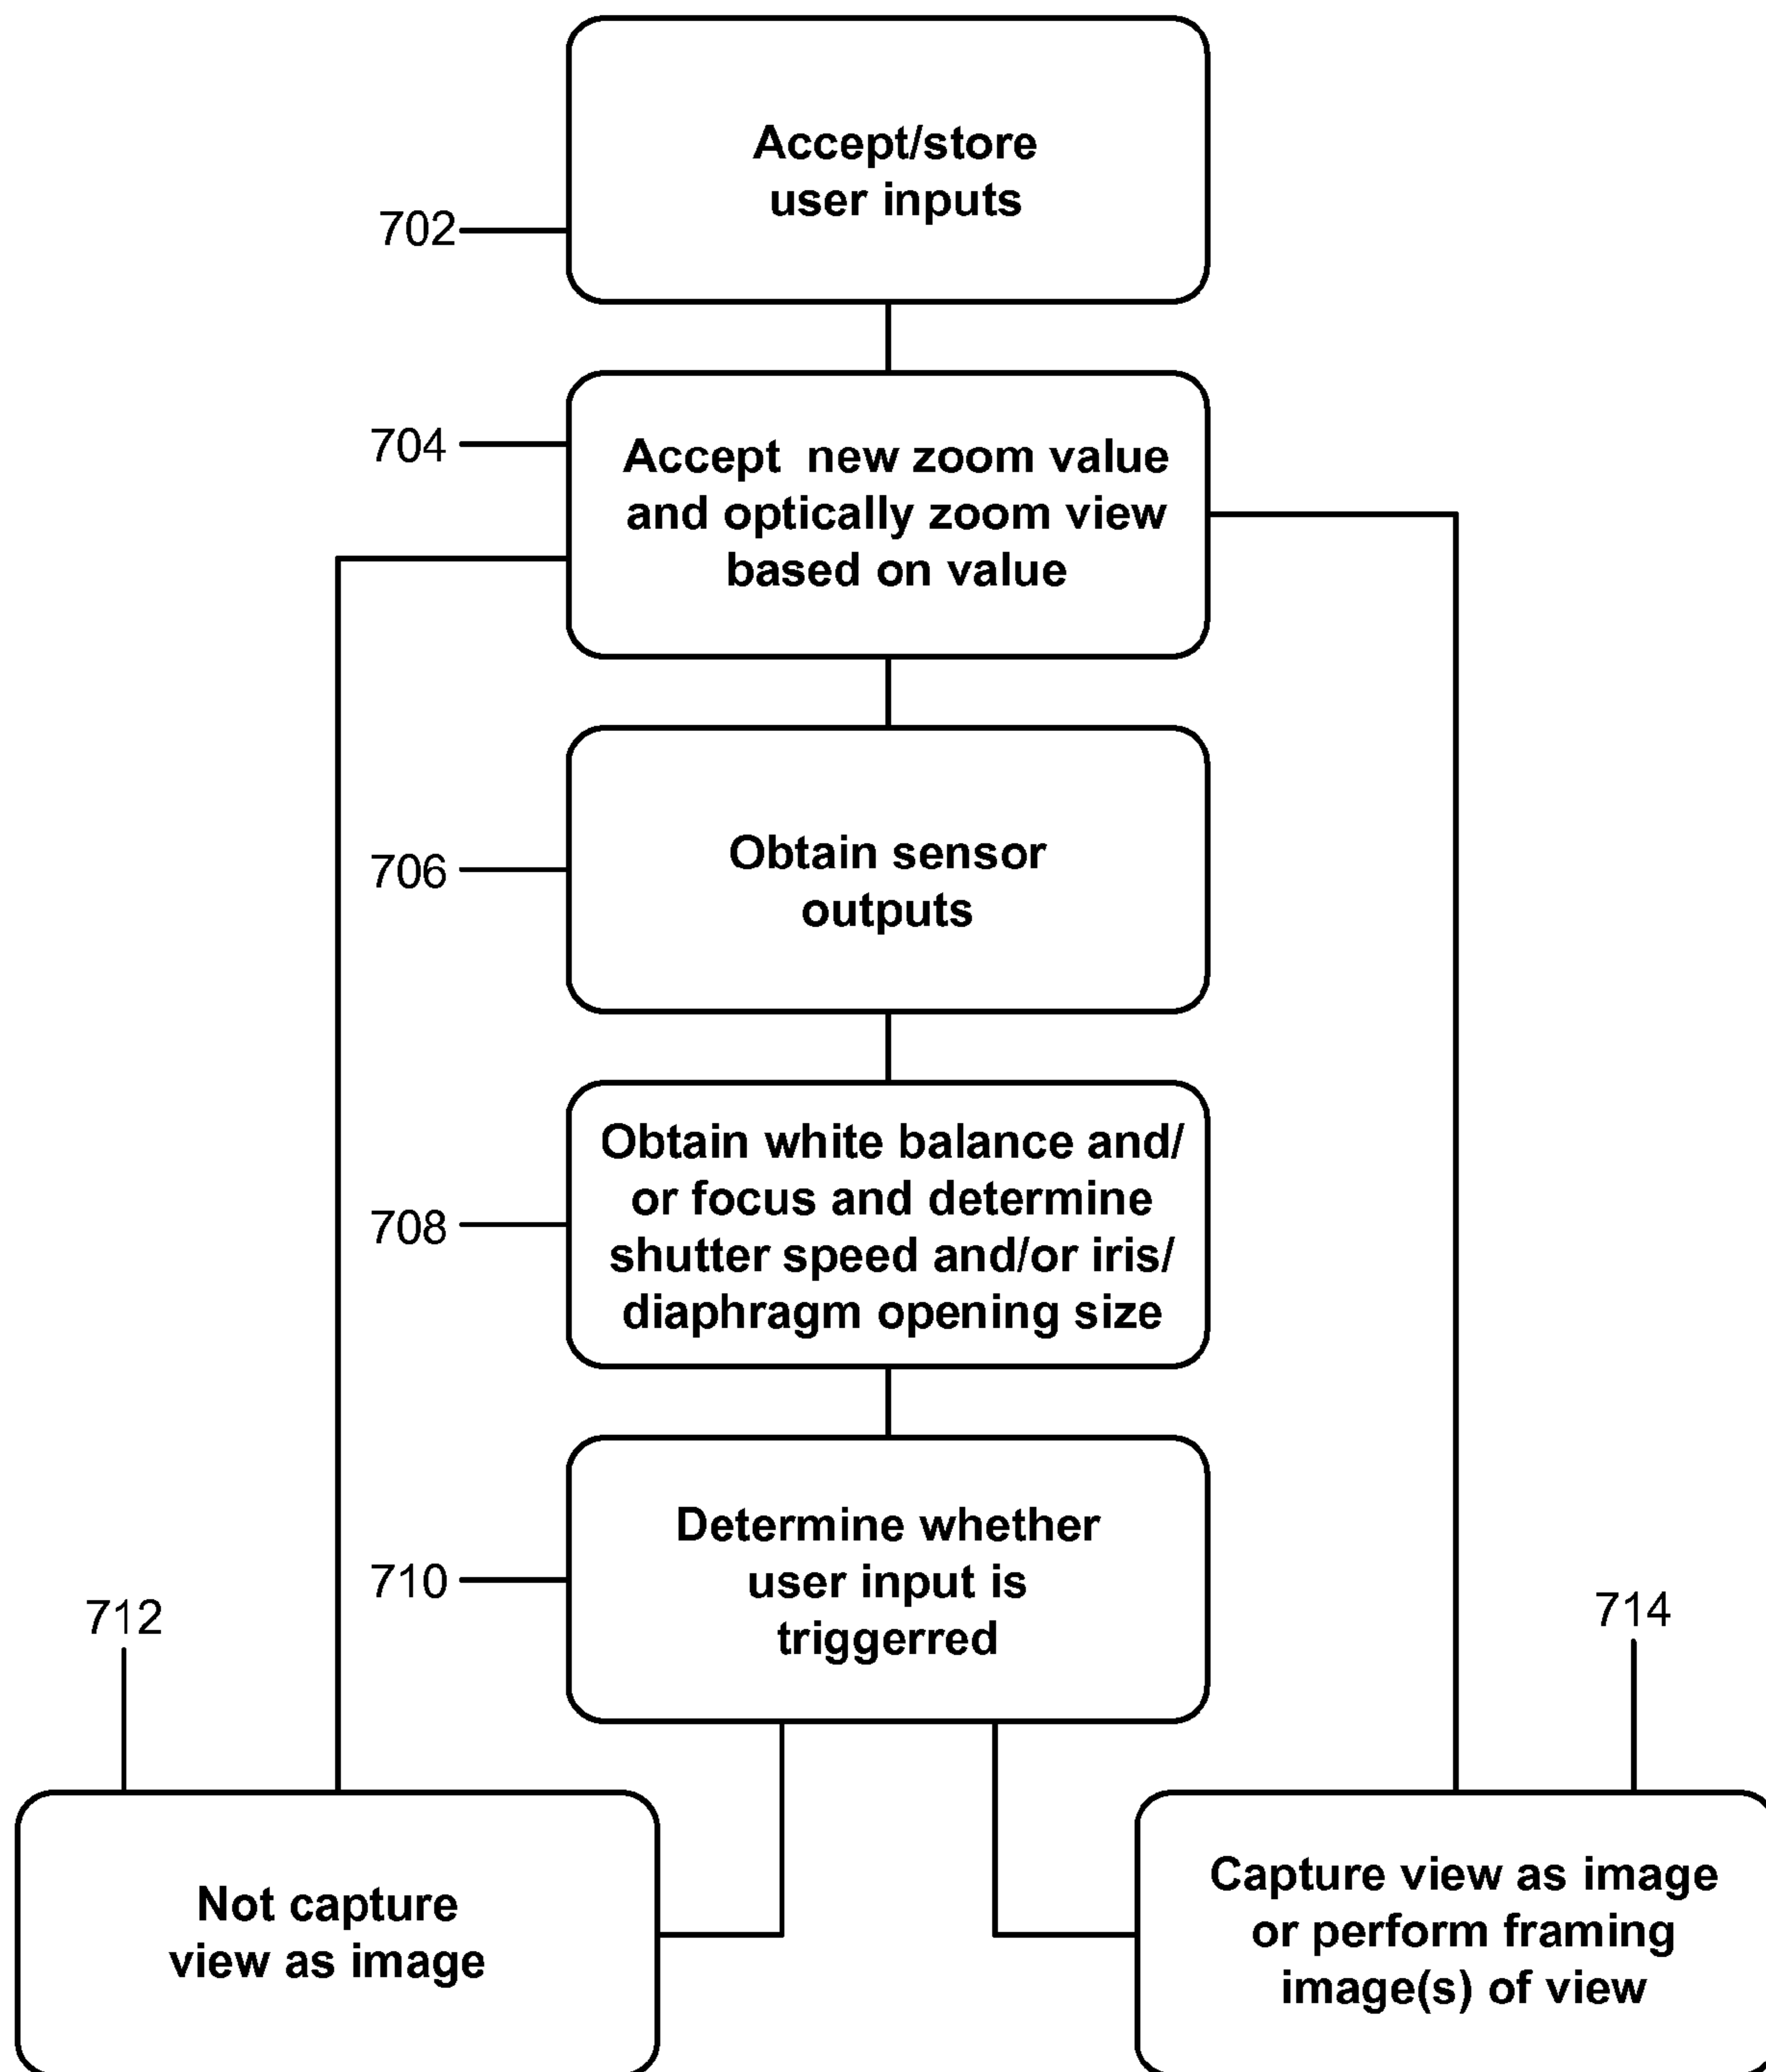 Accept/store
user inputs
702
704
Accept new zoom value
and optically zoom view
based on value
706
Obtain sensor
outputs
708
Obtain white balance and/
or focus and determine
shutter speed and/or iris/
diaphragm opening size
710
Determine whether
user input is
triggerred
712
Not capture
view as image
714
Capture view as image
or perform framing
image(s) of view